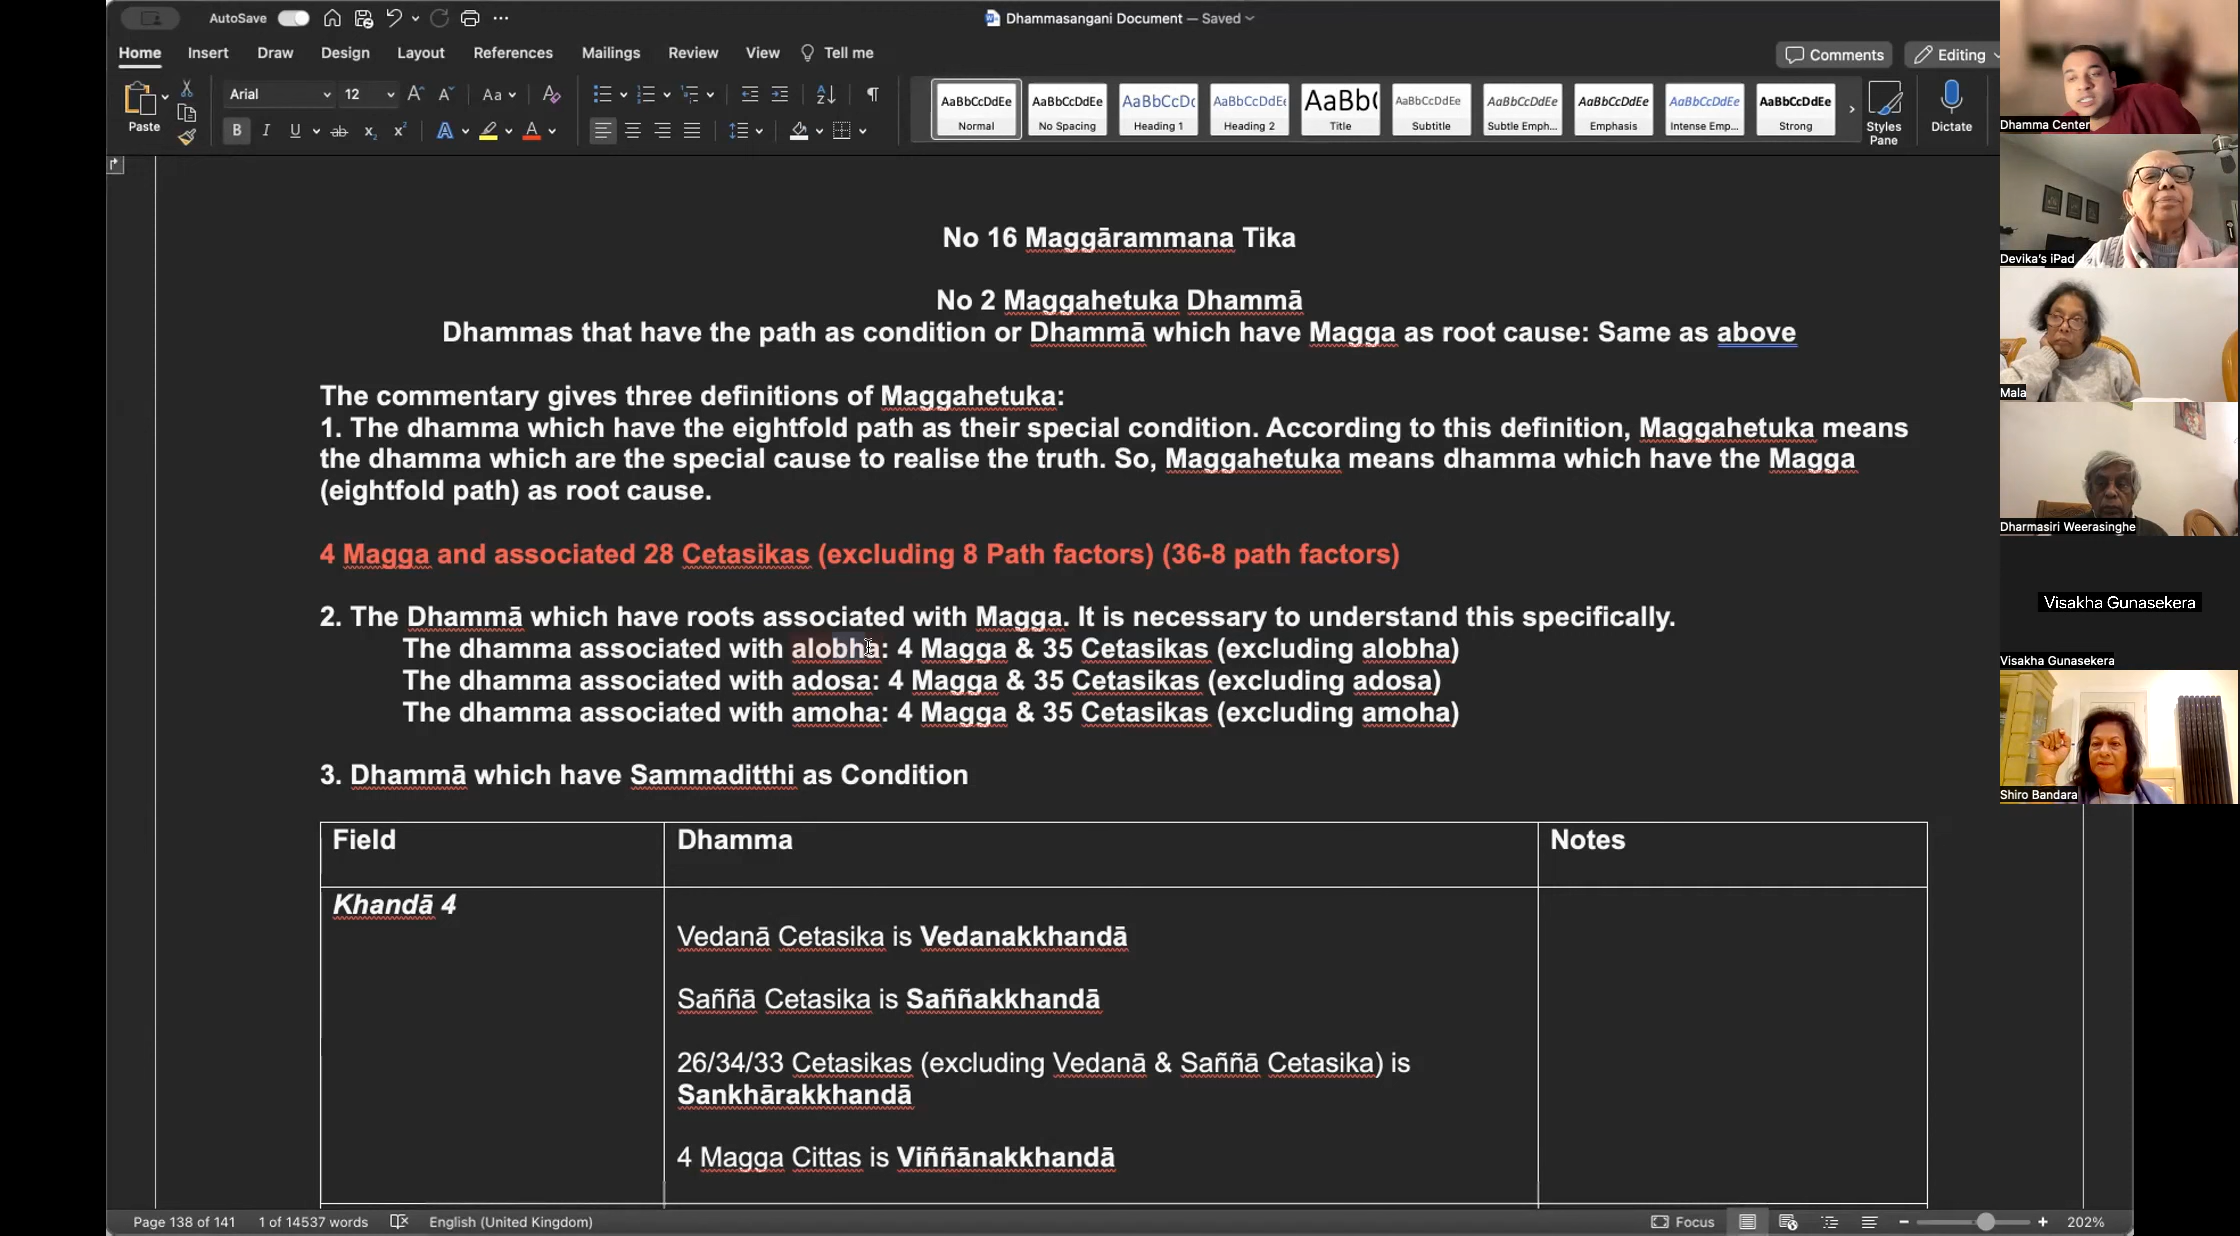 AutoSave
Dhammasangani Document — Saved
Home Insert Draw Design Layout References Mailings Review View Tell me
Comments Editing
Paste
Arial 12
AaBbCcDdEe Normal
AaBbCcDdEe No Spacing
AaBbCcDc Heading 1
AaBbCcDdEe Heading 2
AaBb( Title
AaBbCcDdEe Subtitle
AaBbCcDdEe Subtle Emph...
AaBbCcDdEe Emphasis
AaBbCcDdEe Intense Emp...
AaBbCcDdEe Strong
Styles Pane
Dictate
No 16 Maggārammana Tika
No 2 Maggahetuka Dhammā
Dhammas that have the path as condition or Dhammā which have Magga as root cause: Same as above
The commentary gives three definitions of Maggahetuka:
1. The dhamma which have the eightfold path as their special condition. According to this definition, Maggahetuka means
the dhamma which are the special cause to realise the truth. So, Maggahetuka means dhamma which have the Magga
(eightfold path) as root cause.
4 Magga and associated 28 Cetasikas (excluding 8 Path factors) (36-8 path factors)
2. The Dhammā which have roots associated with Magga. It is necessary to understand this specifically.
The dhamma associated with alobha: 4 Magga & 35 Cetasikas (excluding alobha)
The dhamma associated with adosa: 4 Magga & 35 Cetasikas (excluding adosa)
The dhamma associated with amoha: 4 Magga & 35 Cetasikas (excluding amoha)
3. Dhammā which have Sammaditthi as Condition
Field Dhamma Notes
Khandā 4
Vedanā Cetasika is Vedanakkhandā
Saññā Cetasika is Saññakkhandā
26/34/33 Cetasikas (excluding Vedanā & Saññā Cetasika) is
Sankhārakkhandā
4 Magga Cittas is Viññānakkhandā
Page 138 of 141 1 of 14537 words English (United Kingdom) Focus 202%
Dhamma Center
Devika's iPad
Mala
Dharmasiri Weerasinghe
Visakha Gunasekera
Visakha Gunasekera
Shiro Bandara